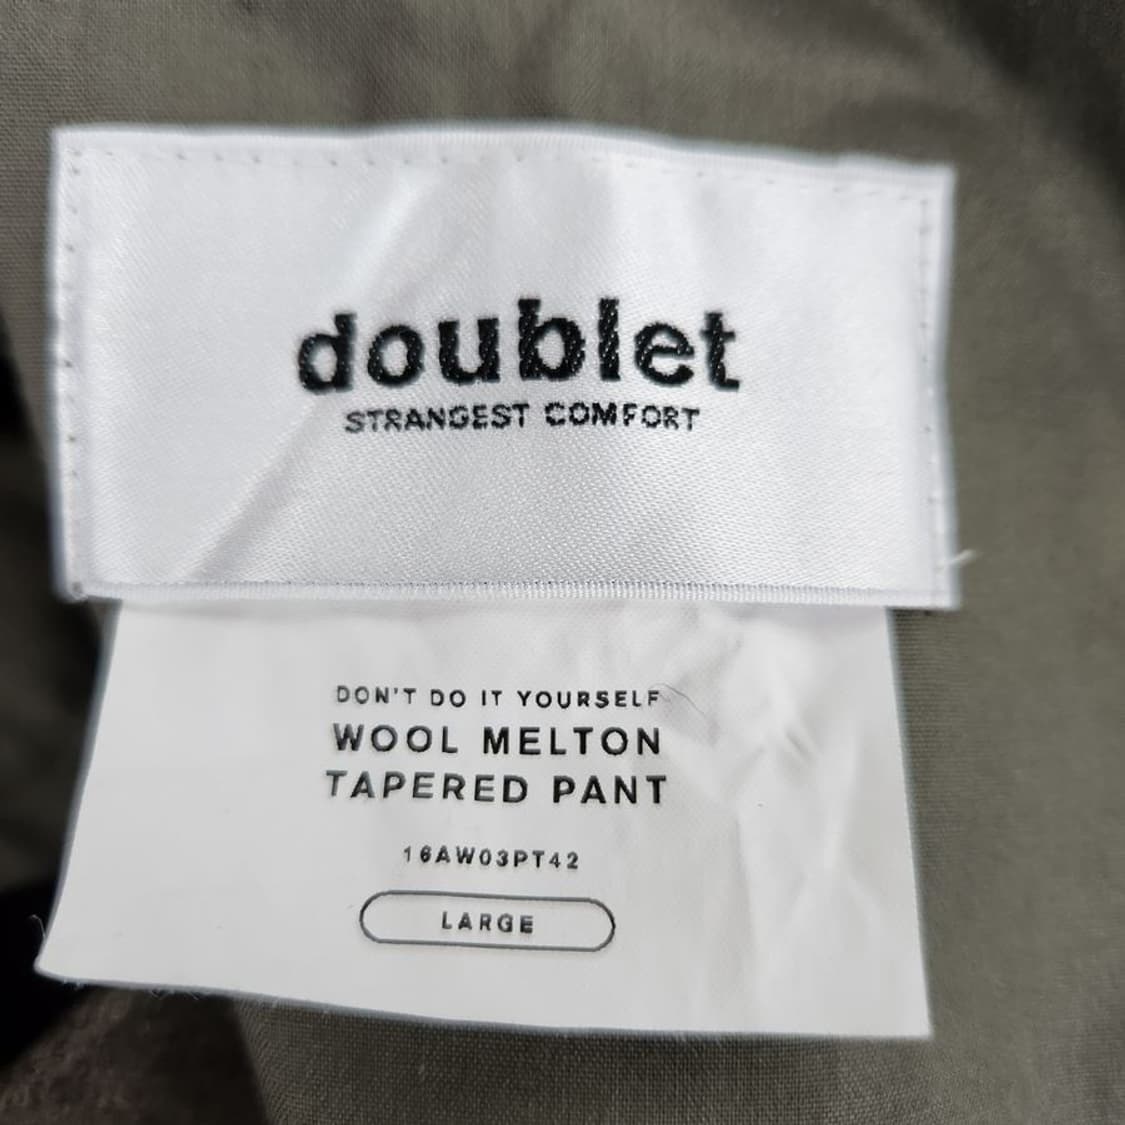 doublet
STRANGEST COMFORT
DON'T DO IT YOURSELF
WOOL MELTON
TAPERED PANT
16AW03PT42
LARGE